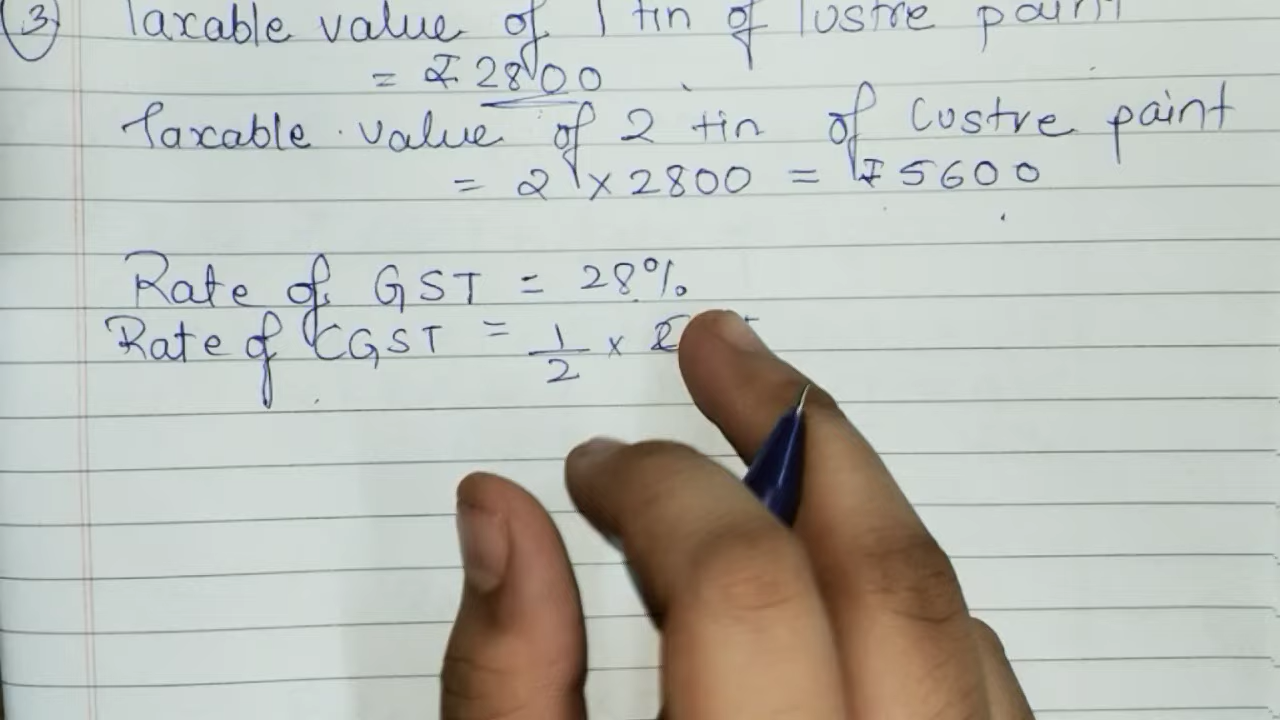 3 Taxable value of 1 tin of lustre paint
= ₹ 2800
Taxable value of 2 tin of lustre paint
= 2 × 2800 = ₹ 5600
Rate of GST = 28%
Rate of CGST = 1/2 ×